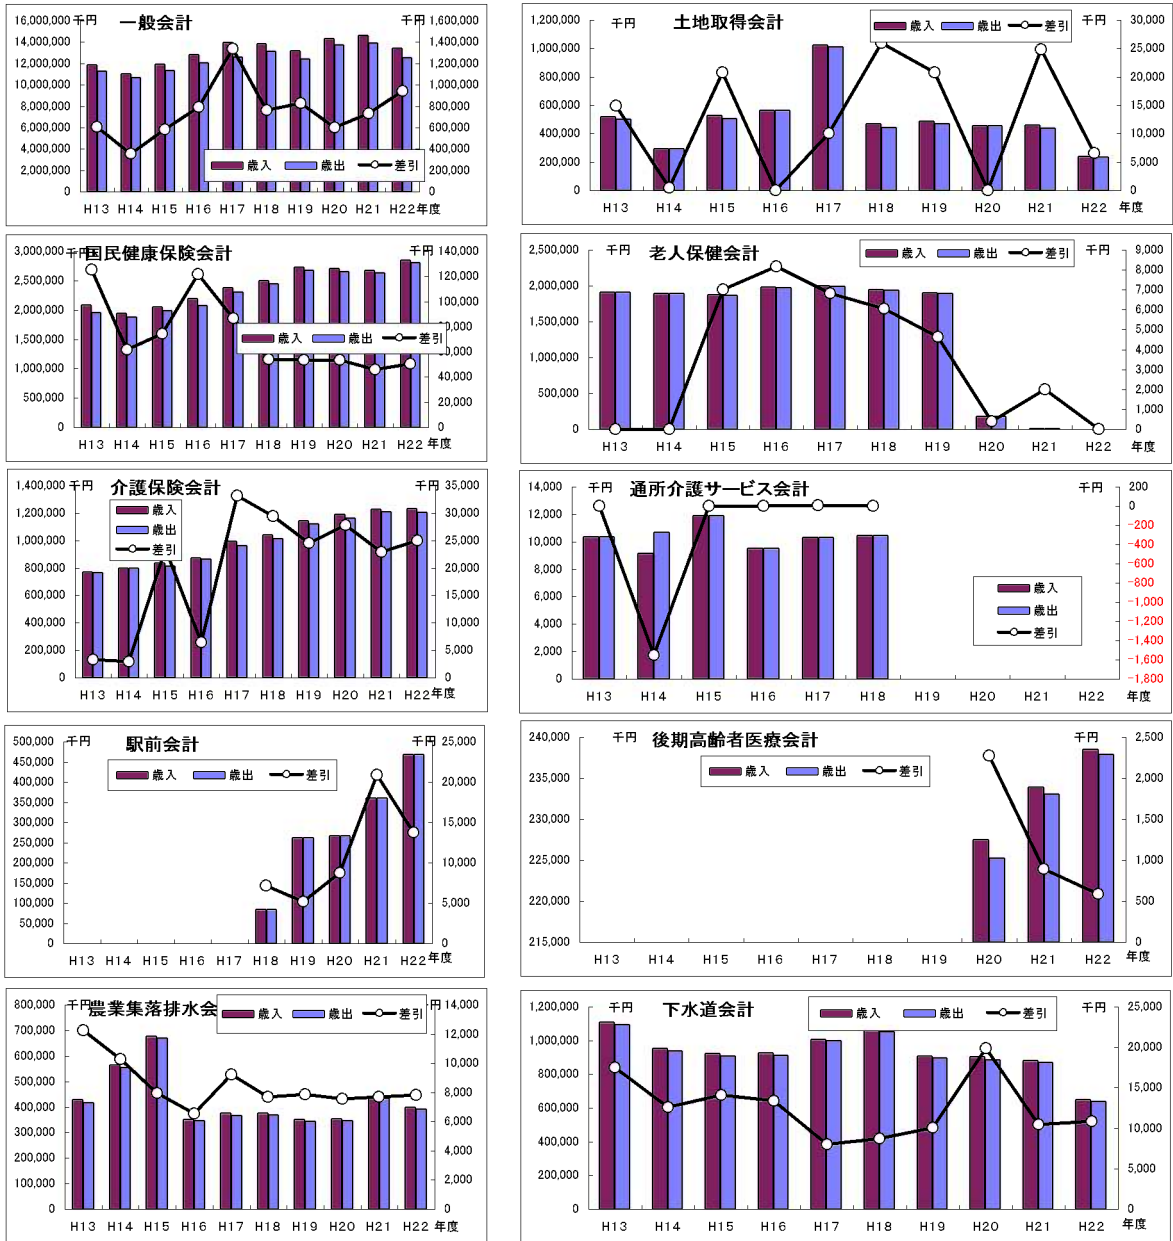 千円
一般会計
千円
16,000,000
14,000,000
12,000,000
10,000,000
8,000,000
6,000,000
4,000,000
2,000,000
0
1,600,000
1,400,000
1,200,000
1,000,000
800,000
600,000
400,000
200,000
0
歳入 歳出 差引
H13 H14 H15 H16 H17 H18 H19 H20 H21 H22 年度
千円
土地取得会計
千円
1,200,000
1,000,000
800,000
600,000
400,000
200,000
0
30,000
25,000
20,000
15,000
10,000
5,000
0
歳入 歳出 差引
H13 H14 H15 H16 H17 H18 H19 H20 H21 H22 年度
千円
国民健康保険会計
千円
3,000,000
2,500,000
2,000,000
1,500,000
1,000,000
500,000
0
140,000
120,000
100,000
40,000
20,000
0
歳入 歳出 差引
H13 H14 H15 H16 H17 H18 H19 H20 H21 H22 年度
千円
老人保健会計
千円
2,500,000
2,000,000
1,500,000
1,000,000
500,000
0
9,000
8,000
7,000
6,000
5,000
4,000
3,000
2,000
1,000
0
歳入 歳出 差引
H13 H14 H15 H16 H17 H18 H19 H20 H21 H22 年度
千円
介護保険会計
千円
1,400,000
1,200,000
1,000,000
800,000
600,000
400,000
200,000
0
35,000
30,000
25,000
20,000
15,000
10,000
5,000
0
歳入
歳出
差引
H13 H14 H15 H16 H17 H18 H19 H20 H21 H22 年度
千円
通所介護サービス会計
千円
14,000
12,000
10,000
8,000
6,000
4,000
2,000
0
200
0
-200
-400
-600
-800
-1,000
-1,200
-1,400
-1,600
-1,800
歳入
歳出
差引
H13 H14 H15 H16 H17 H18 H19 H20 H21 H22 年度
千円
駅前会計
千円
500,000
450,000
400,000
350,000
300,000
250,000
200,000
150,000
100,000
50,000
0
25,000
20,000
15,000
10,000
5,000
0
歳入 歳出 差引
H13 H14 H15 H16 H17 H18 H19 H20 H21 H22 年度
千円
後期高齢者医療会計
千円
240,000
235,000
230,000
225,000
220,000
215,000
2,500
2,000
1,500
1,000
500
0
歳入 歳出 差引
H13 H14 H15 H16 H17 H18 H19 H20 H21 H22 年度
千円
農業集落排水会
千円
800,000
700,000
600,000
500,000
400,000
300,000
200,000
100,000
0
14,000
12,000
10,000
8,000
6,000
4,000
2,000
0
歳入 歳出 差引
H13 H14 H15 H16 H17 H18 H19 H20 H21 H22 年度
千円
下水道会計
千円
1,200,000
1,000,000
800,000
600,000
400,000
200,000
0
25,000
20,000
15,000
10,000
5,000
0
歳入 歳出 差引
H13 H14 H15 H16 H17 H18 H19 H20 H21 H22 年度